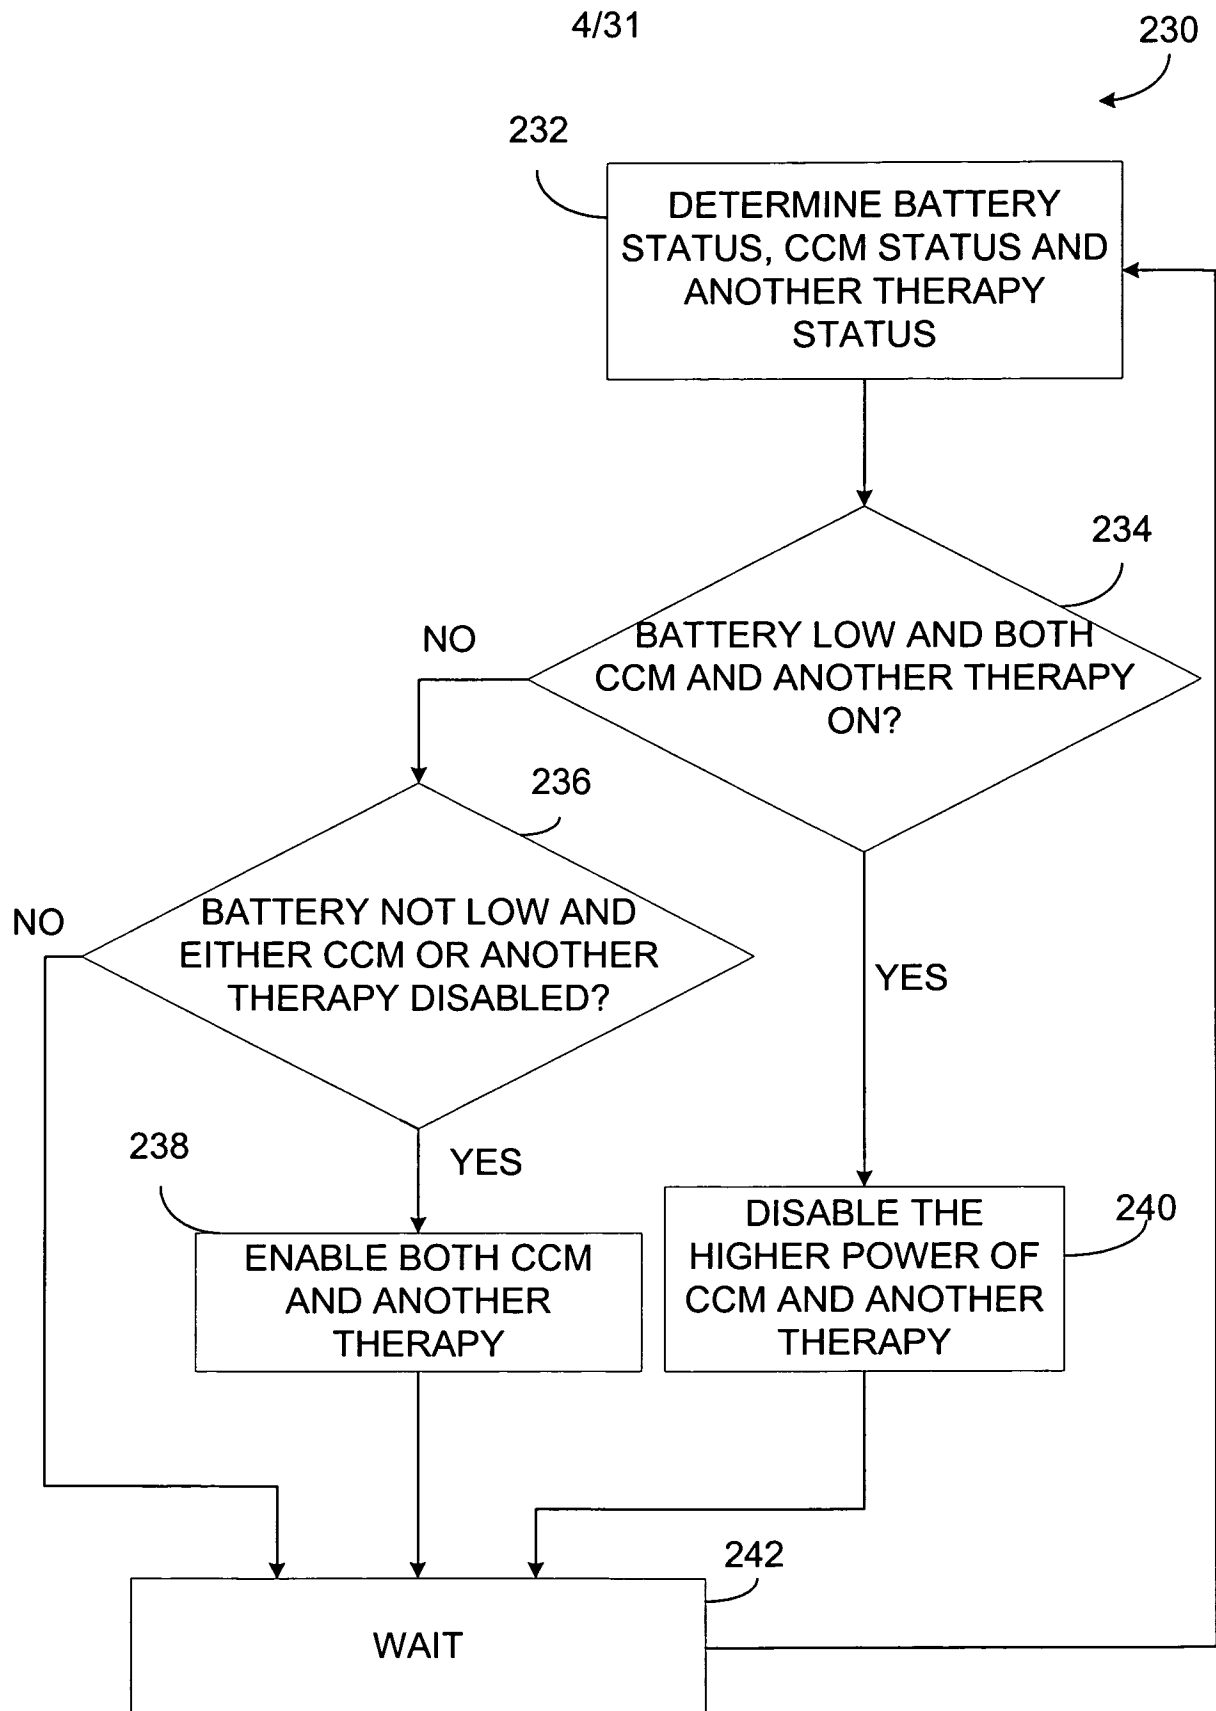 4/31
230
232
DETERMINE BATTERY
STATUS, CCM STATUS AND
ANOTHER THERAPY
STATUS
234
BATTERY LOW AND BOTH
CCM AND ANOTHER THERAPY
ON?
NO
236
BATTERY NOT LOW AND
EITHER CCM OR ANOTHER
THERAPY DISABLED?
NO
YES
YES
238
ENABLE BOTH CCM
AND ANOTHER
THERAPY
240
DISABLE THE
HIGHER POWER OF
CCM AND ANOTHER
THERAPY
242
WAIT